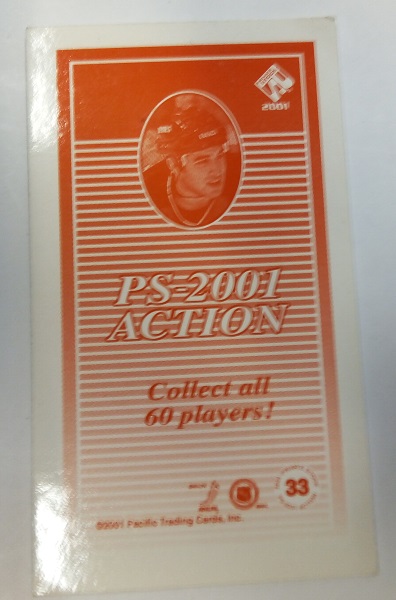 2001
PS-2001
ACTION
Collect all
60 players!
33
©2001 Pacific Trading Cards, Inc.